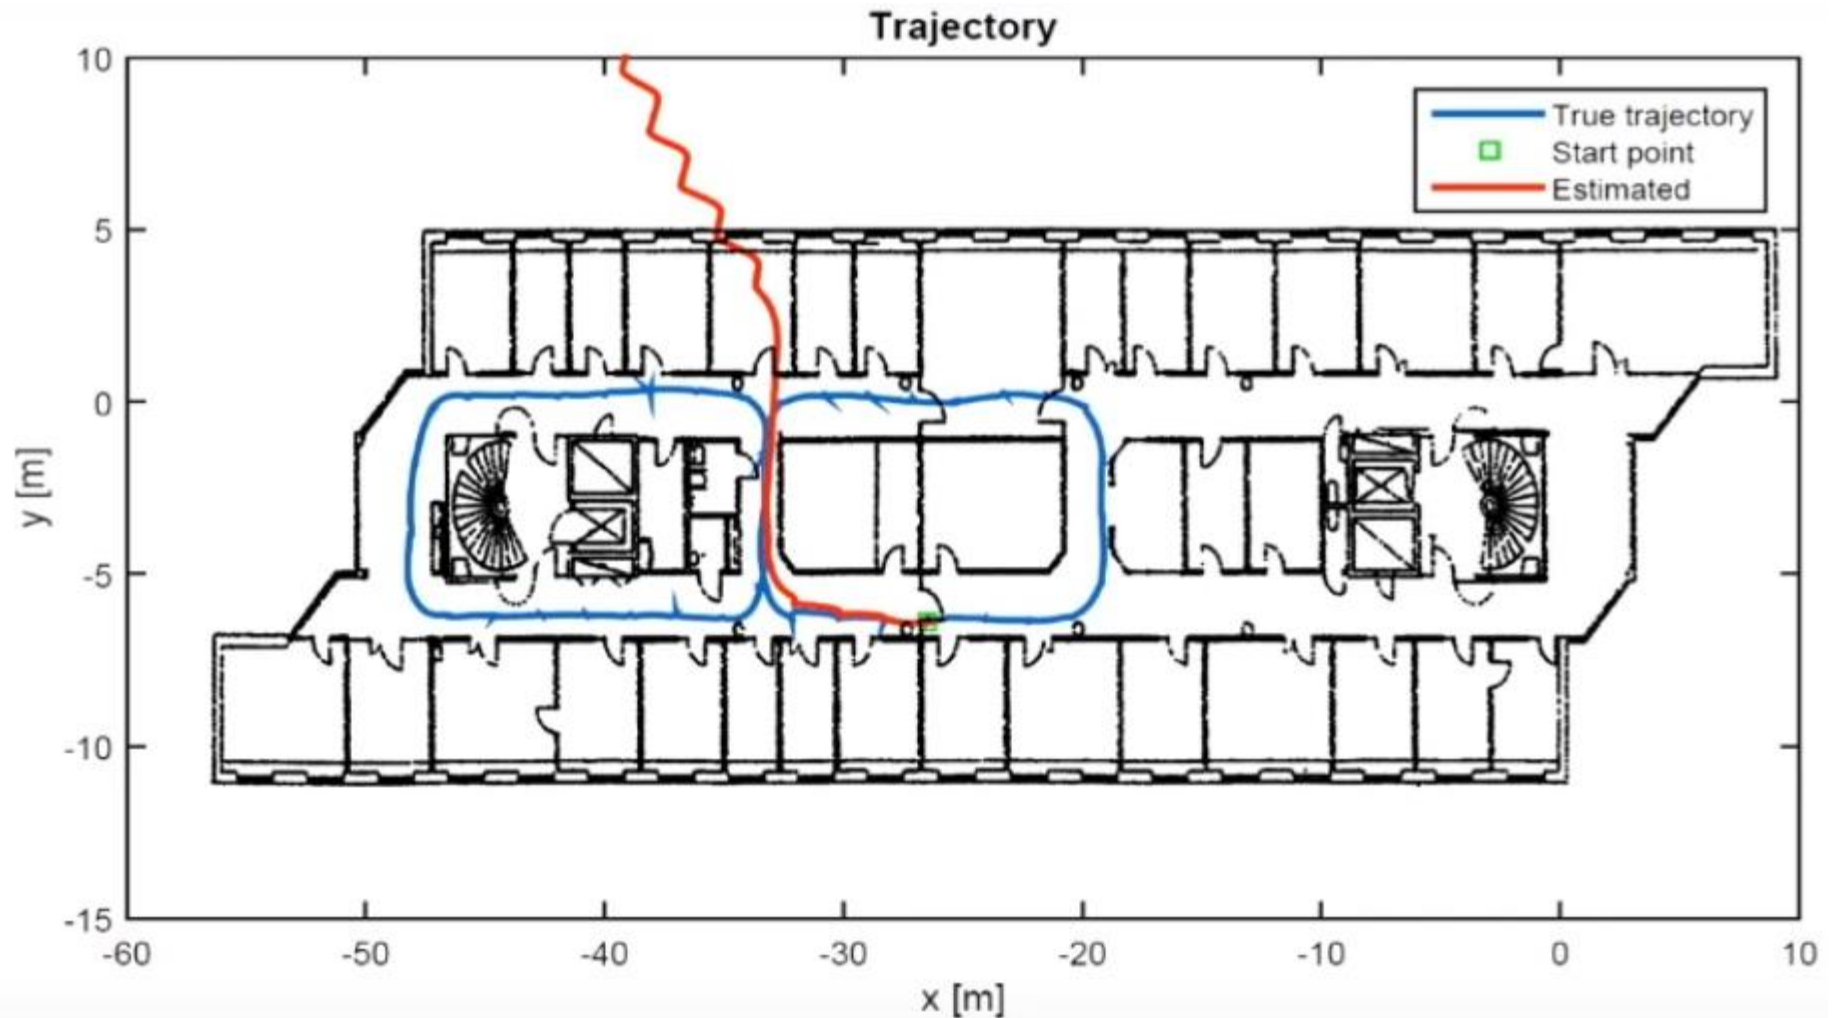 Trajectory
10
True trajectory
Start point
Estimated
5
0
y [m]
-5
-10
-15
-60 -50 -40 -30 -20 -10 0 10
x [m]